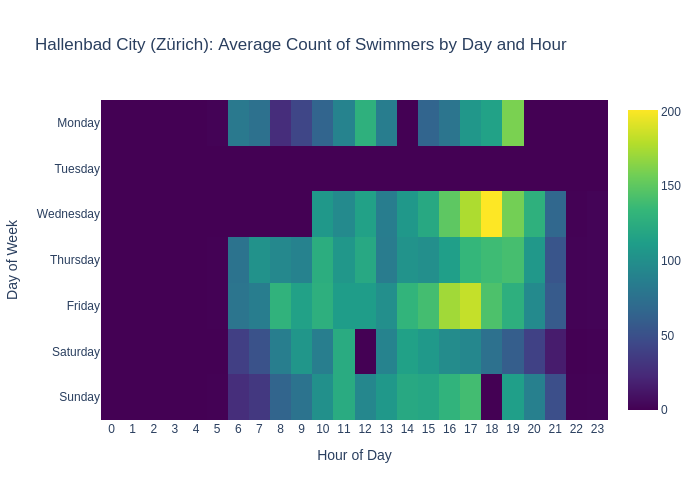 Hallenbad City (Zürich): Average Count of Swimmers by Day and Hour
Monday
Tuesday
Wednesday
Thursday
Friday
Saturday
Sunday
Day of Week
0 1 2 3 4 5 6 7 8 9 10 11 12 13 14 15 16 17 18 19 20 21 22 23
Hour of Day
200
150
100
50
0